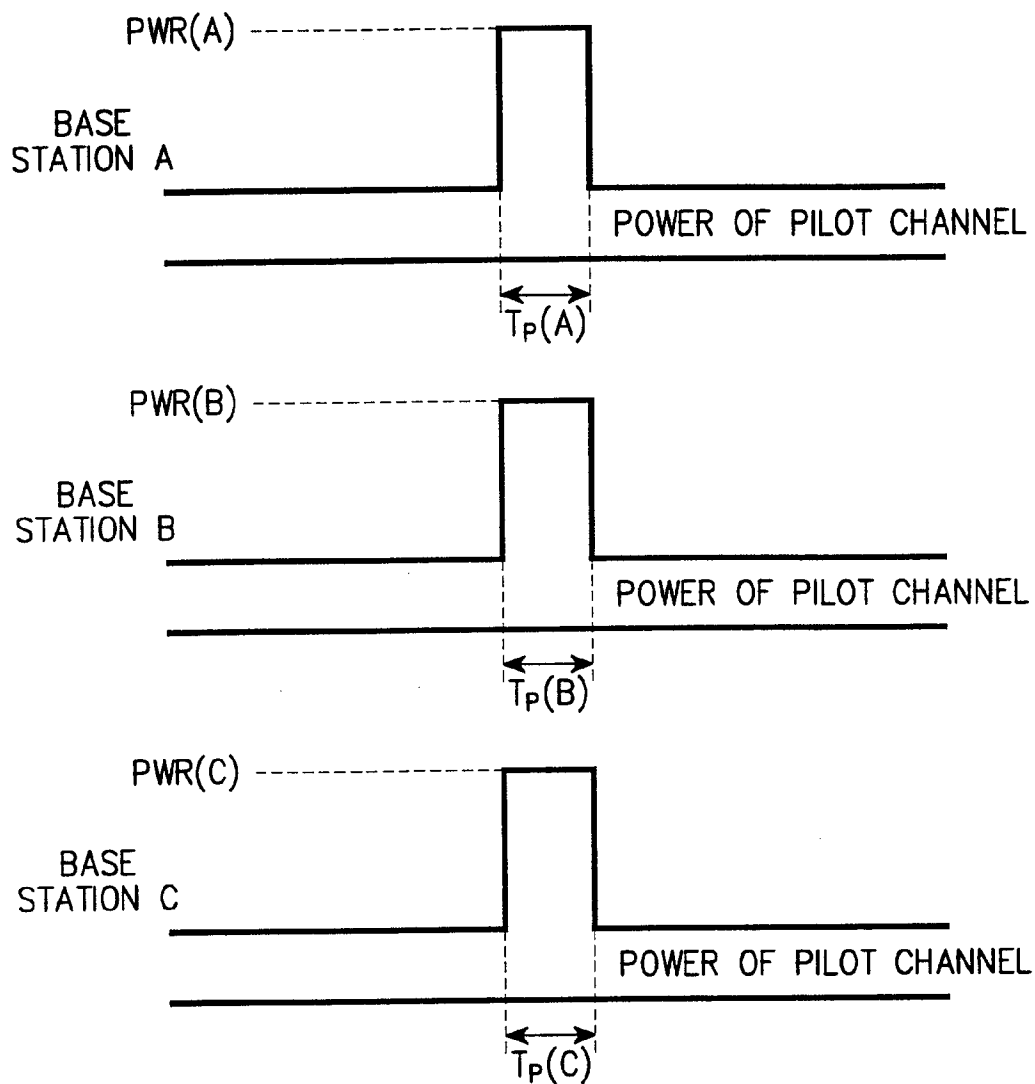 PWR(A)
BASE
STATION A
POWER OF PILOT CHANNEL
TP(A)
PWR(B)
BASE
STATION B
POWER OF PILOT CHANNEL
TP(B)
PWR(C)
BASE
STATION C
POWER OF PILOT CHANNEL
TP(C)